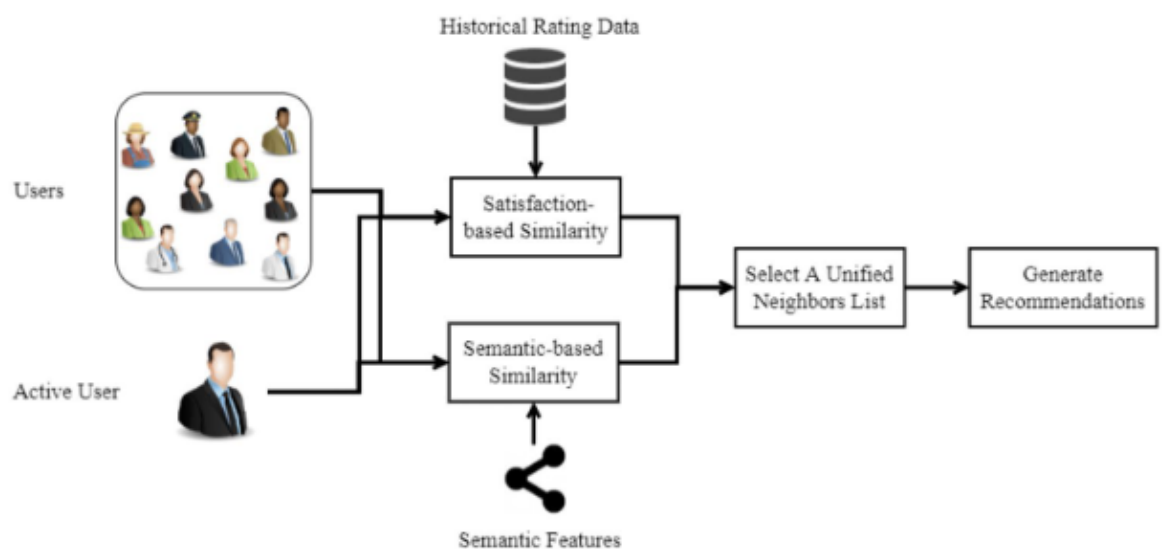 Historical Rating Data
Users
Satisfaction-
based Similarity
Select A Unified
Neighbors List
Generate
Recommendations
Semantic-based
Similarity
Active User
Semantic Features